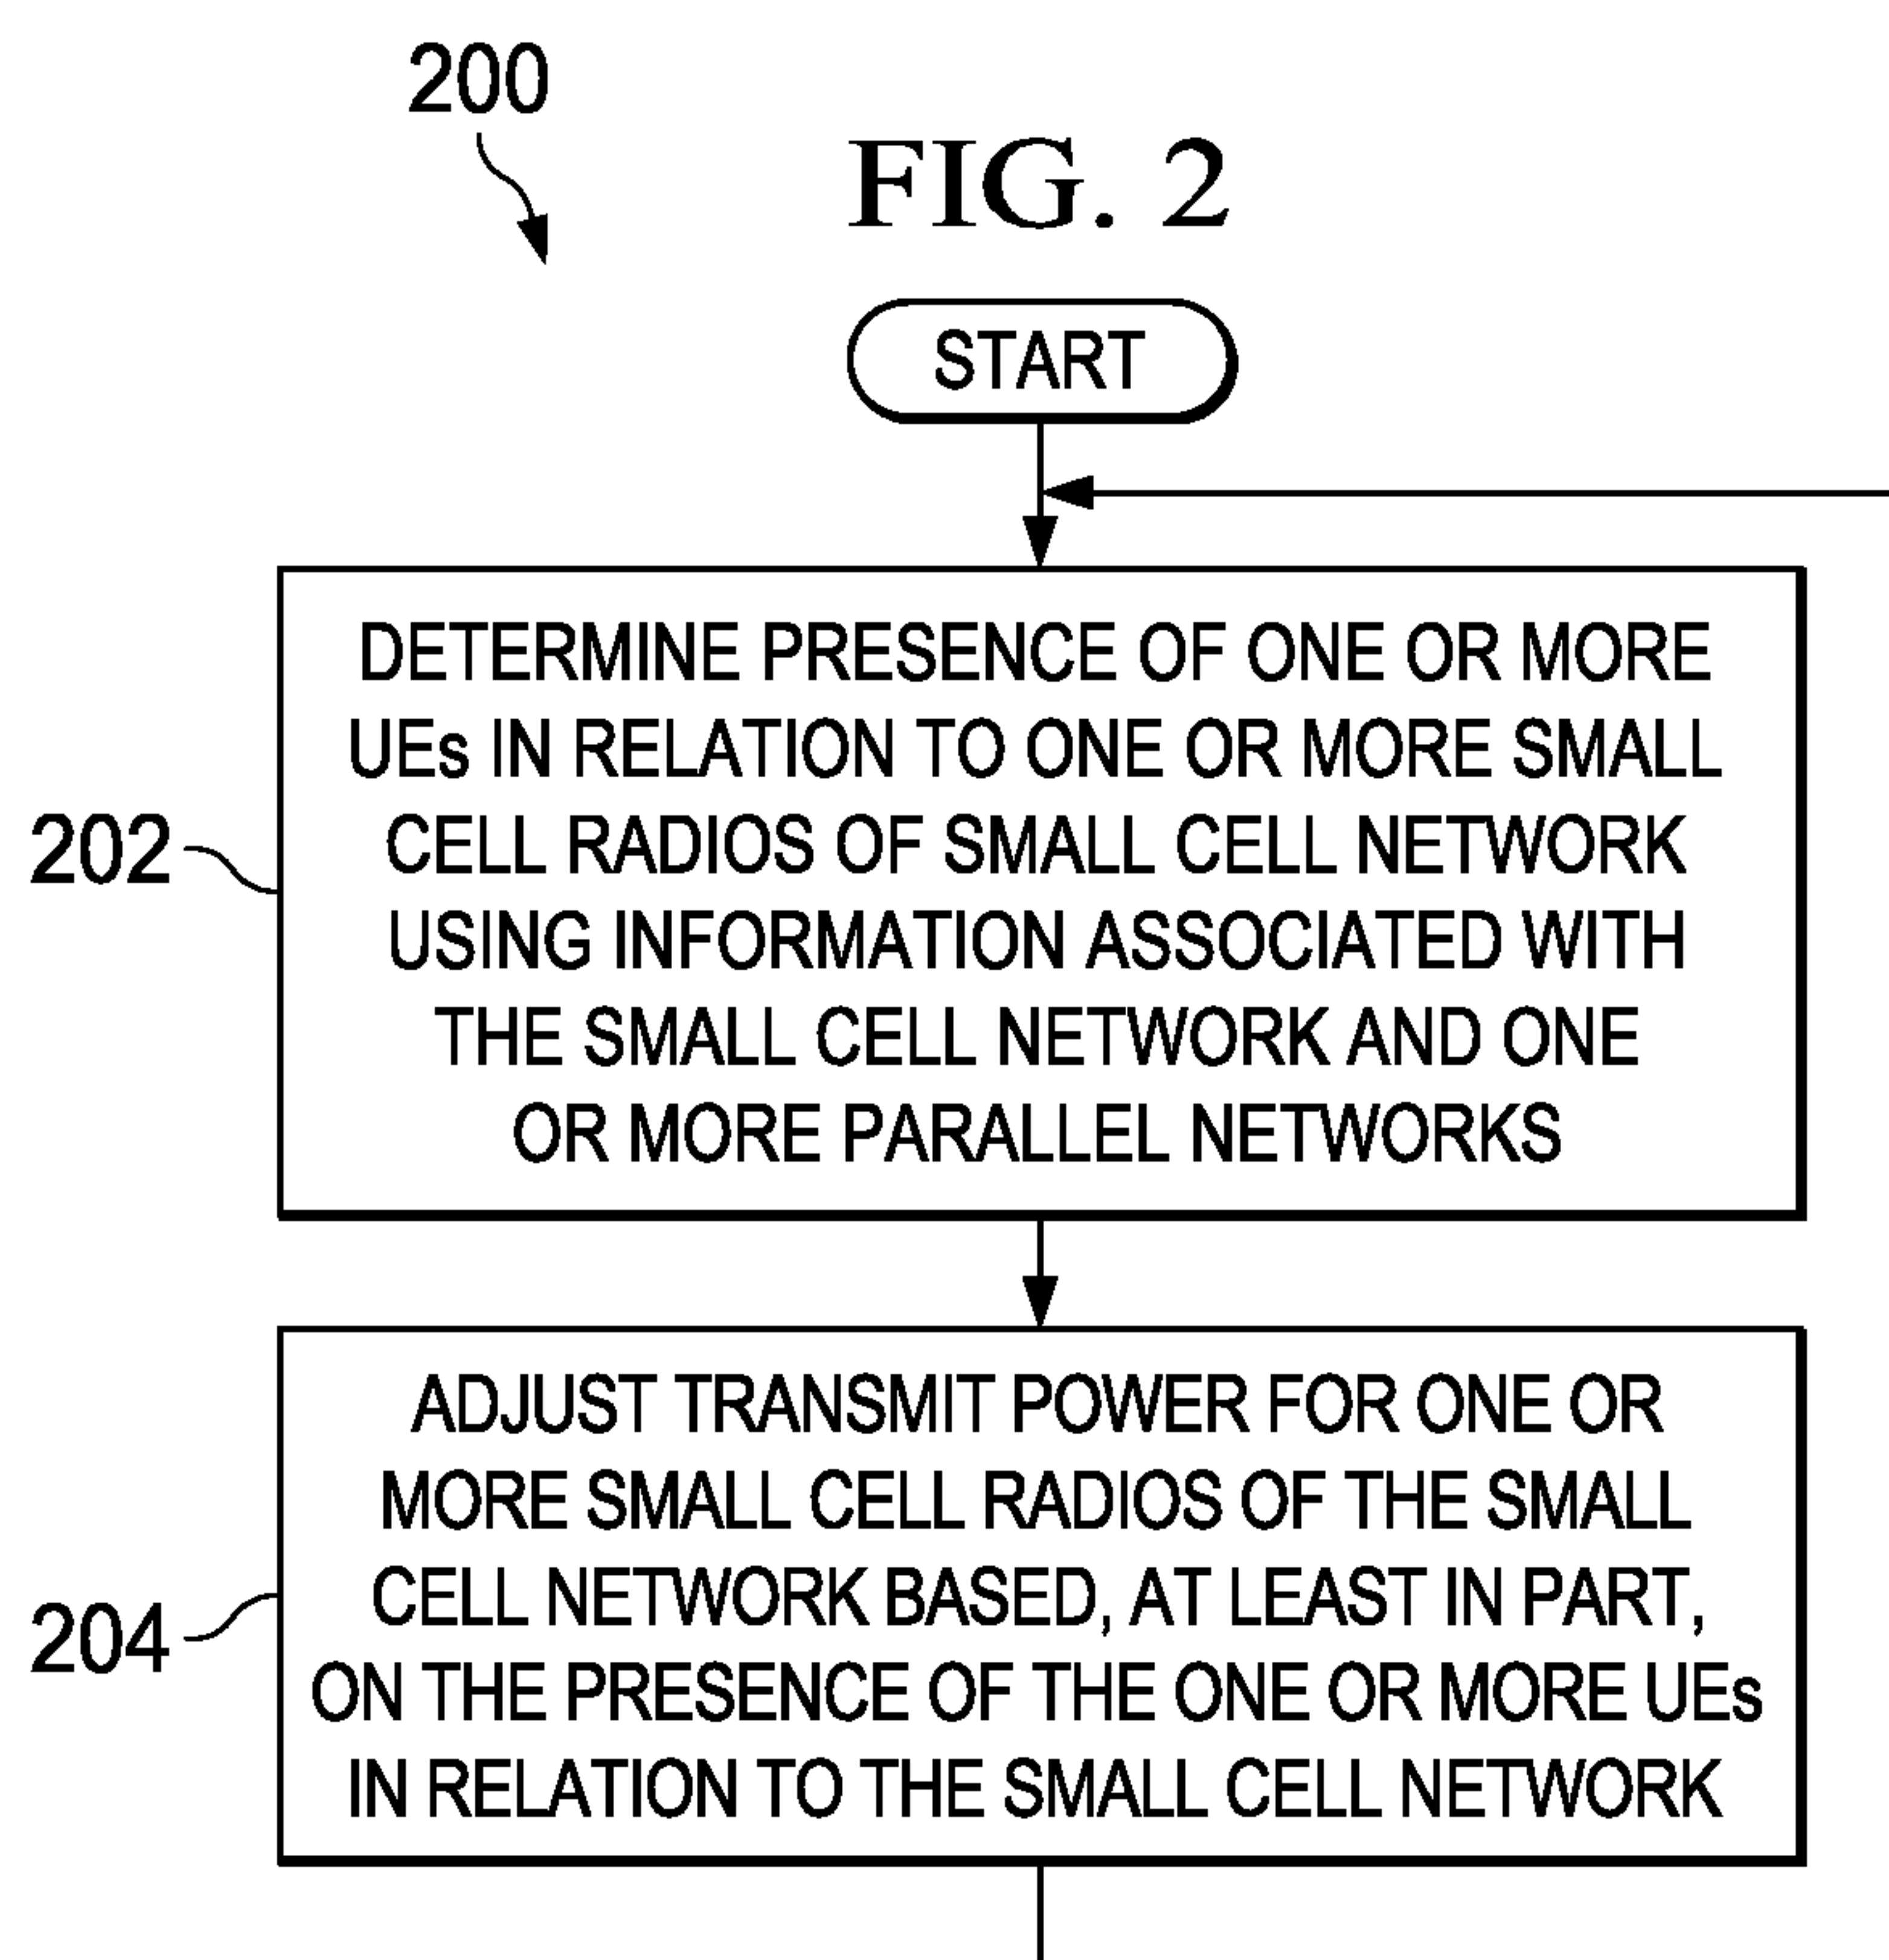 200
FIG. 2
START
DETERMINE PRESENCE OF ONE OR MORE
UEs IN RELATION TO ONE OR MORE SMALL
CELL RADIOS OF SMALL CELL NETWORK
USING INFORMATION ASSOCIATED WITH
THE SMALL CELL NETWORK AND ONE
OR MORE PARALLEL NETWORKS
202
ADJUST TRANSMIT POWER FOR ONE OR
MORE SMALL CELL RADIOS OF THE SMALL
CELL NETWORK BASED, AT LEAST IN PART,
ON THE PRESENCE OF THE ONE OR MORE UEs
IN RELATION TO THE SMALL CELL NETWORK
204